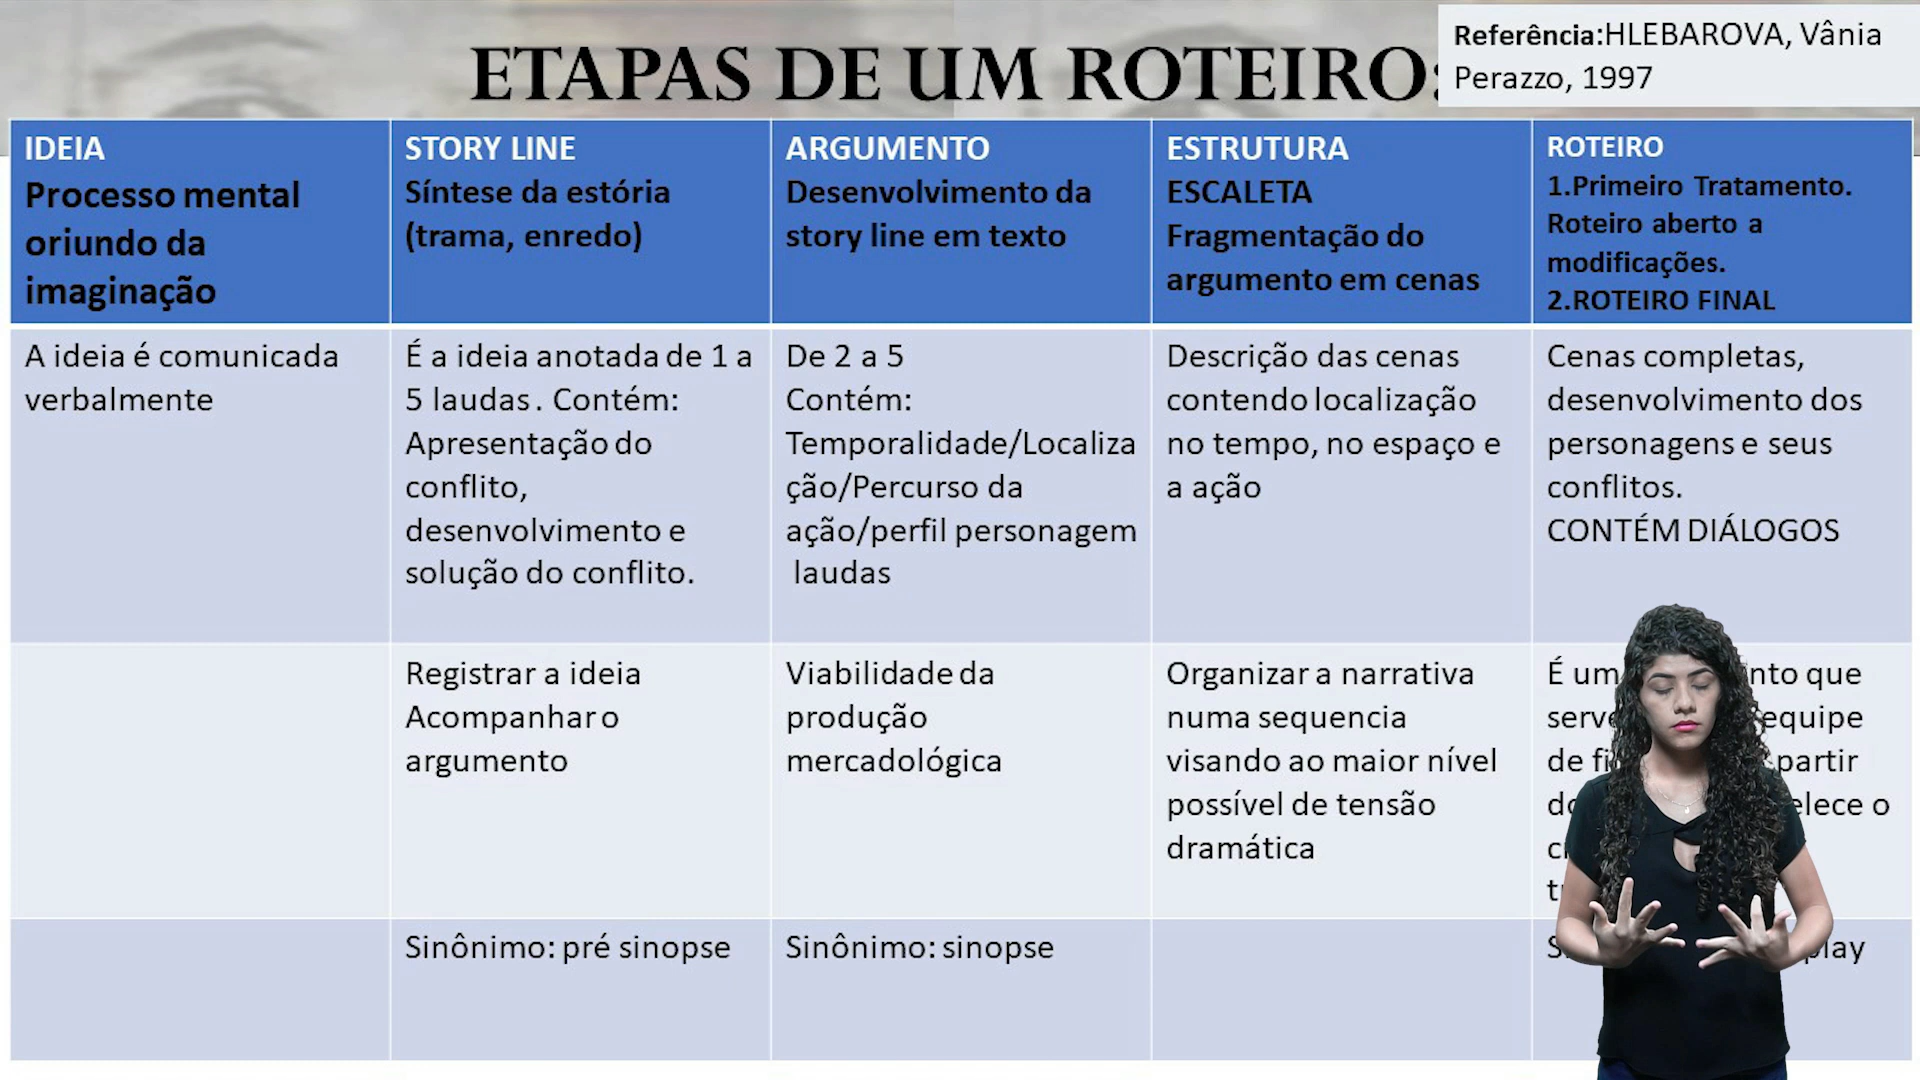 ETAPAS DE UM ROTEIRO:
Referência:HLEBAROVA, Vânia
Perazzo, 1997
IDEIA
Processo mental
oriundo da
imaginação
STORY LINE
Síntese da estória
(trama, enredo)
ARGUMENTO
Desenvolvimento da
story line em texto
ESTRUTURA
ESCALETA
Fragmentação do
argumento em cenas
ROTEIRO
1.Primeiro Tratamento.
Roteiro aberto a
modificações.
2.ROTEIRO FINAL
A ideia é comunicada
verbalmente
É a ideia anotada de 1 a
5 laudas. Contém:
Apresentação do
conflito,
desenvolvimento e
solução do conflito.
De 2 a 5
Contém:
Temporalidade/Localiza
ção/Percurso da
ação/perfil personagem
laudas
Descrição das cenas
contendo localização
no tempo, no espaço e
a ação
Cenas completas,
desenvolvimento dos
personagens e seus
conflitos.
CONTÉM DIÁLOGOS
Registrar a ideia
Acompanhar o
argumento
Viabilidade da
produção
mercadológica
Organizar a narrativa
numa sequencia
visando ao maior nível
possível de tensão
dramática
É um que
equipe
de partir
o
Sinônimo: pré sinopse
Sinônimo: sinopse